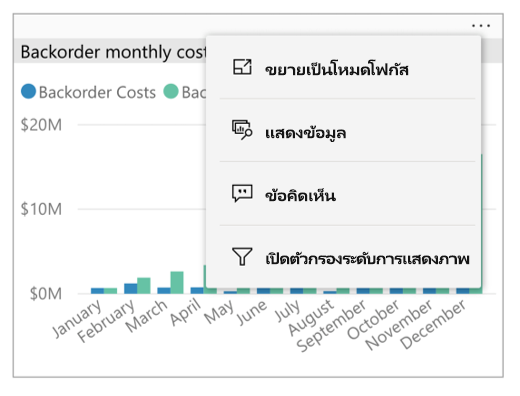 ...
Backorder monthly cost
Backorder Costs
$20M
$10M
$0M
ขยายเป็นโหมดโฟกัส
แสดงข้อมูล
ข้อคิดเห็น
เปิดตัวกรองระดับการแสดงภาพ
January
February
March
April
May
June
July
August
September
October
November
December